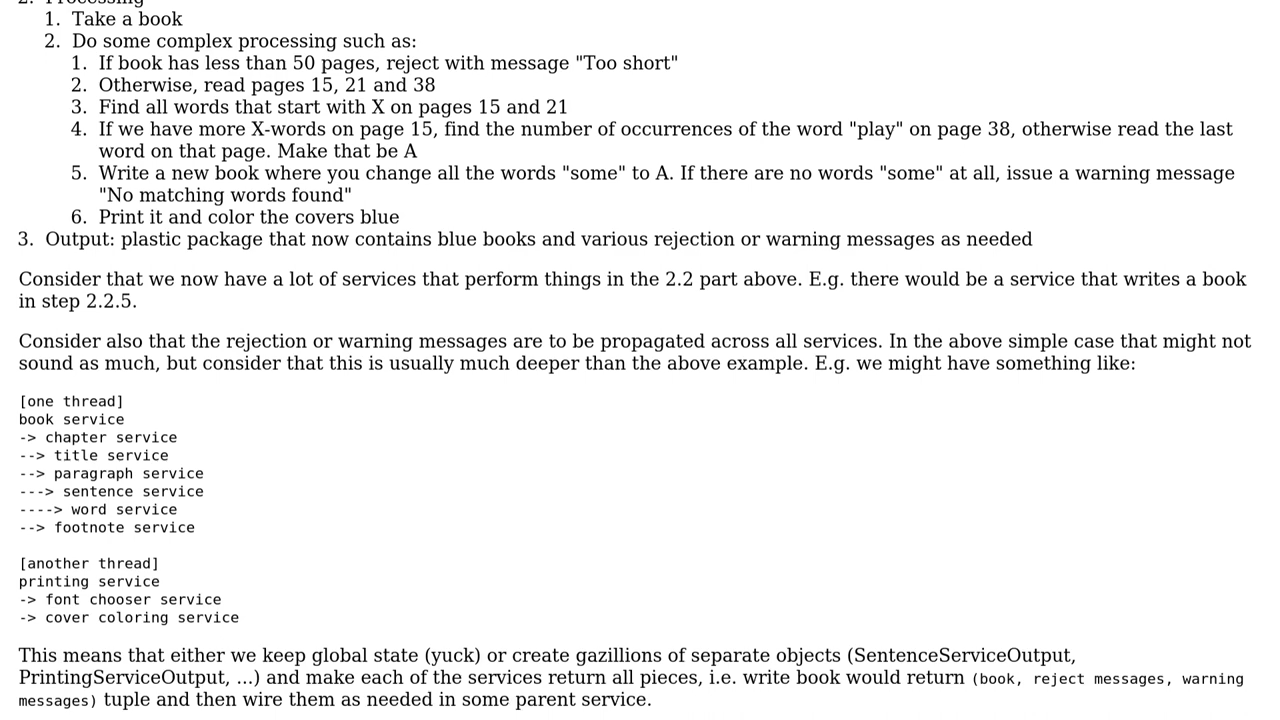 2. Processing
1. Take a book
2. Do some complex processing such as:
1. If book has less than 50 pages, reject with message "Too short"
2. Otherwise, read pages 15, 21 and 38
3. Find all words that start with X on pages 15 and 21
4. If we have more X-words on page 15, find the number of occurrences of the word "play" on page 38, otherwise read the last
word on that page. Make that be A
5. Write a new book where you change all the words "some" to A. If there are no words "some" at all, issue a warning message
"No matching words found"
6. Print it and color the covers blue
3. Output: plastic package that now contains blue books and various rejection or warning messages as needed
Consider that we now have a lot of services that perform things in the 2.2 part above. E.g. there would be a service that writes a book
in step 2.2.5.
Consider also that the rejection or warning messages are to be propagated across all services. In the above simple case that might not
sound as much, but consider that this is usually much deeper than the above example. E.g. we might have something like:
[one thread]
book service
-> chapter service
--> title service
--> paragraph service
---> sentence service
----> word service
--> footnote service
[another thread]
printing service
-> font chooser service
-> cover coloring service
This means that either we keep global state (yuck) or create gazillions of separate objects (SentenceServiceOutput,
PrintingServiceOutput, ...) and make each of the services return all pieces, i.e. write book would return (book, reject messages, warning
messages) tuple and then wire them as needed in some parent service.